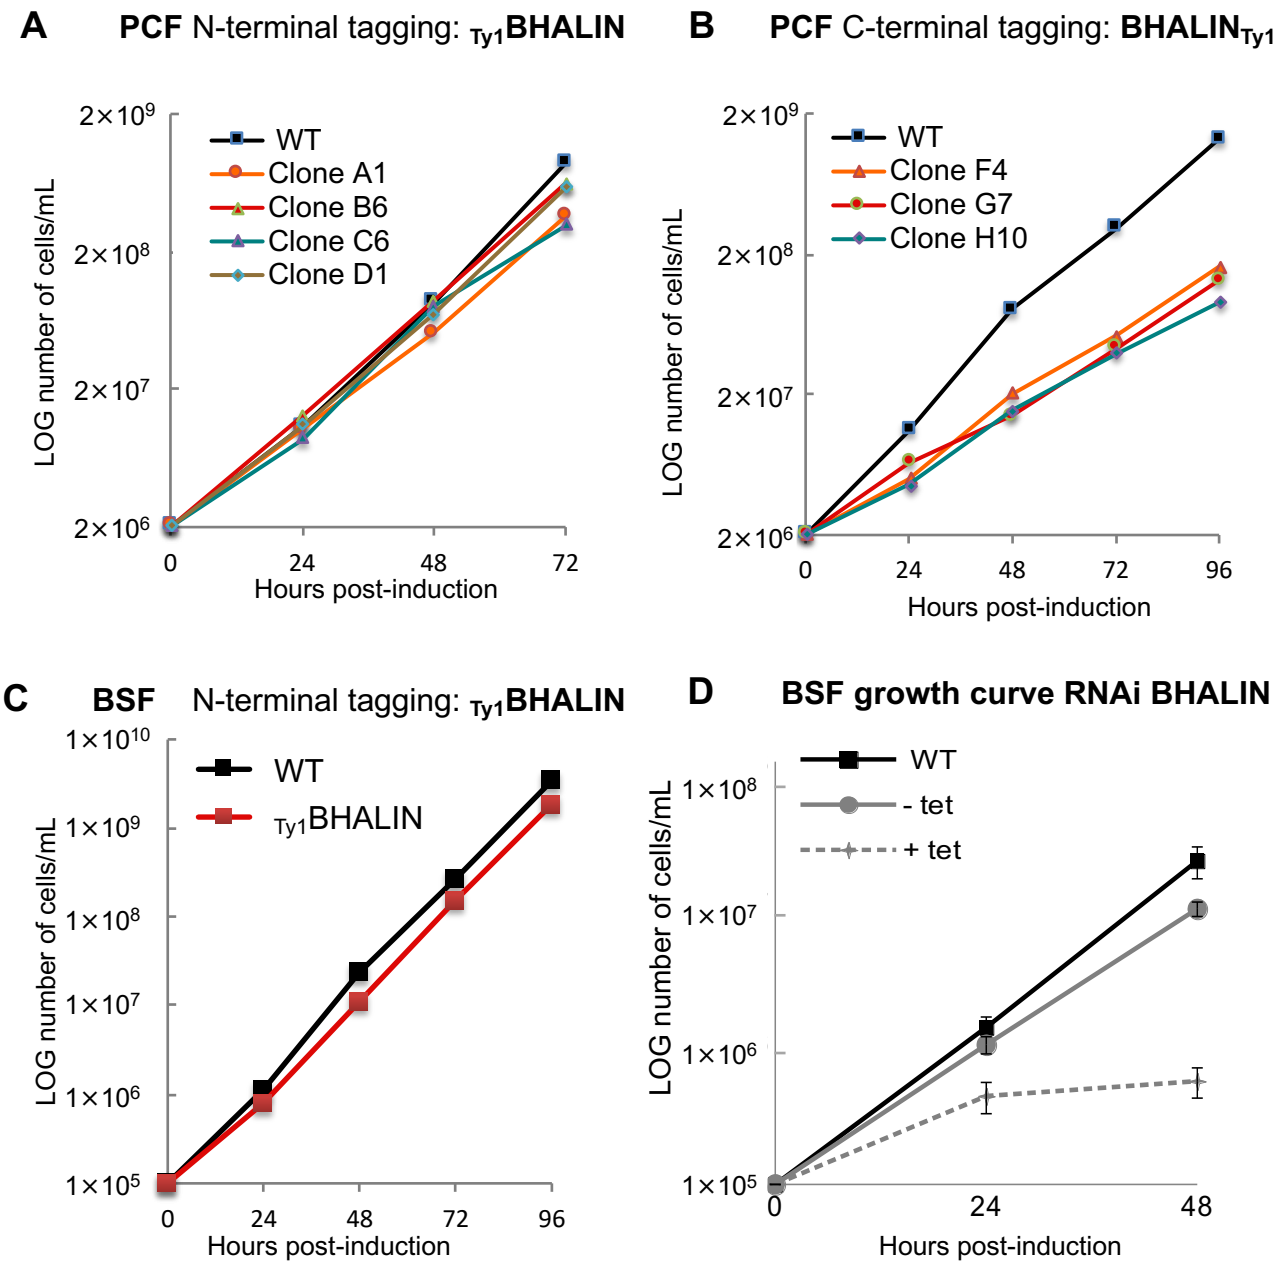 A PCF N-terminal tagging: Ty1BHALIN
LOG number of cells/mL
2×10⁹
2×10⁸
2×10⁷
2×10⁶
WT
Clone A1
Clone B6
Clone C6
Clone D1
0 24 48 72
Hours post-induction
B PCF C-terminal tagging: BHALINTy1
LOG number of cells/mL
2×10⁹
2×10⁸
2×10⁷
2×10⁶
WT
Clone F4
Clone G7
Clone H10
0 24 48 72 96
Hours post-induction
C BSF N-terminal tagging: Ty1BHALIN
LOG number of cells/mL
1×10¹⁰
1×10⁹
1×10⁸
1×10⁷
1×10⁶
1×10⁵
WT
Ty1BHALIN
0 24 48 72 96
Hours post-induction
D BSF growth curve RNAi BHALIN
LOG number of cells/mL
1×10⁸
1×10⁷
1×10⁶
1×10⁵
WT
- tet
+ tet
0 24 48
Hours post-induction